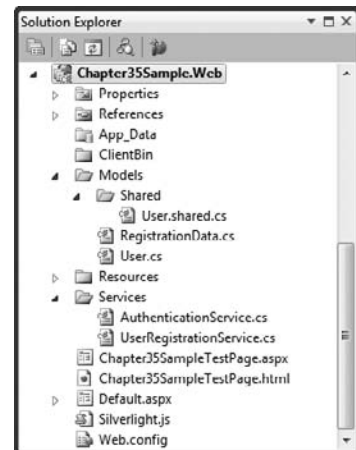 Solution Explorer
Chapter35Sample.Web
Properties
References
App_Data
ClientBin
Models
Shared
User.shared.cs
RegistrationData.cs
User.cs
Resources
Services
AuthenticationService.cs
UserRegistrationService.cs
Chapter35SampleTestPage.aspx
Chapter35SampleTestPage.html
Default.aspx
Silverlight.js
Web.config